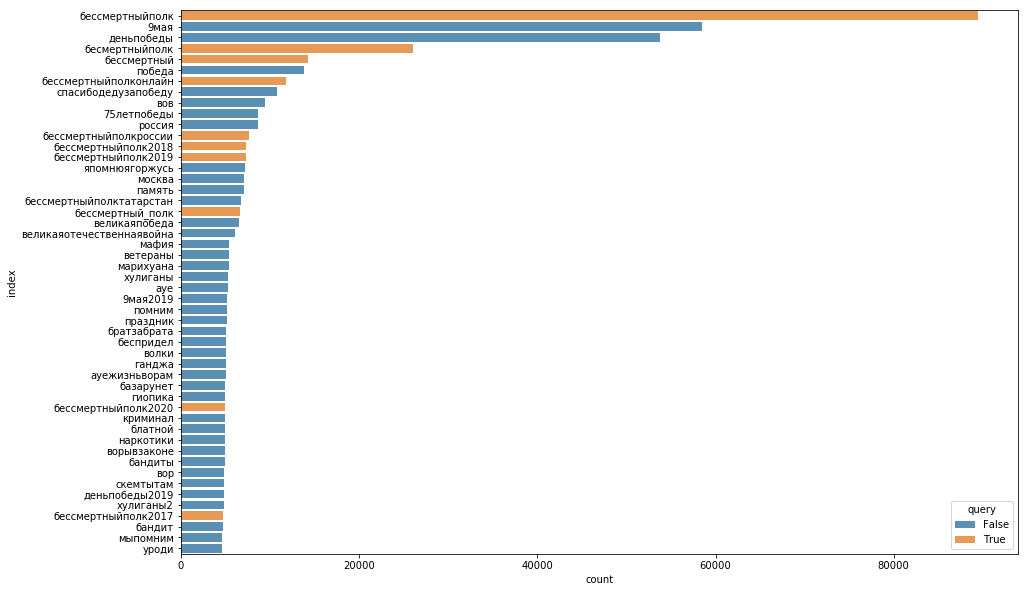 бессмертныйполк
9мая
деньпобеды
бесмертныйполк
бессмертный
победа
бессмертныйполконлайн
спасибодедузапобеду
вов
75летпобеды
россия
бессмертныйполкроссии
бессмертныйполк2018
бессмертныйполк2019
япомнюягоржусь
москва
память
бессмертныйполктатарстан
бессмертный_полк
великаяпобеда
великаяотечественнаявойна
мафия
ветераны
марихуана
хулиганы
ауе
9мая2019
помним
праздник
братзабрата
беспридел
волки
ганджа
ауежизньворам
базарунет
гиопика
бессмертныйполк2020
криминал
блатной
наркотики
ворывзаконе
бандиты
вор
скемтытам
деньпобеды2019
хулиганы2
бессмертныйполк2017
бандит
мыпомним
уроди
index
0 20000 40000 60000 80000
count
query
False
True